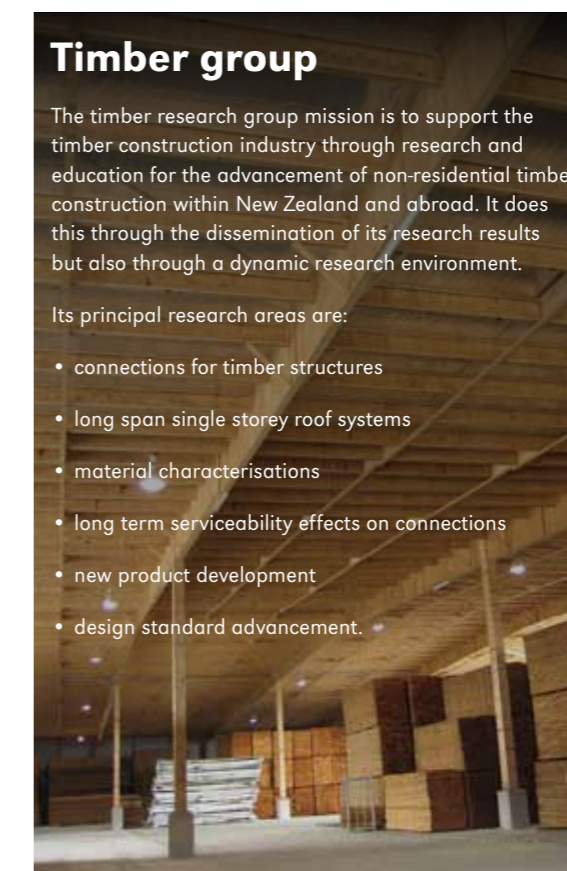 Timber group
The timber research group mission is to support the
timber construction industry through research and
education for the advancement of non-residential timbe
construction within New Zealand and abroad. It does
this through the dissemination of its research results
but also through a dynamic research environment.
Its principal research areas are:
• connections for timber structures
• long span single storey roof systems
• material characterisations
• long term serviceability effects on connections
• new product development
• design standard advancement.